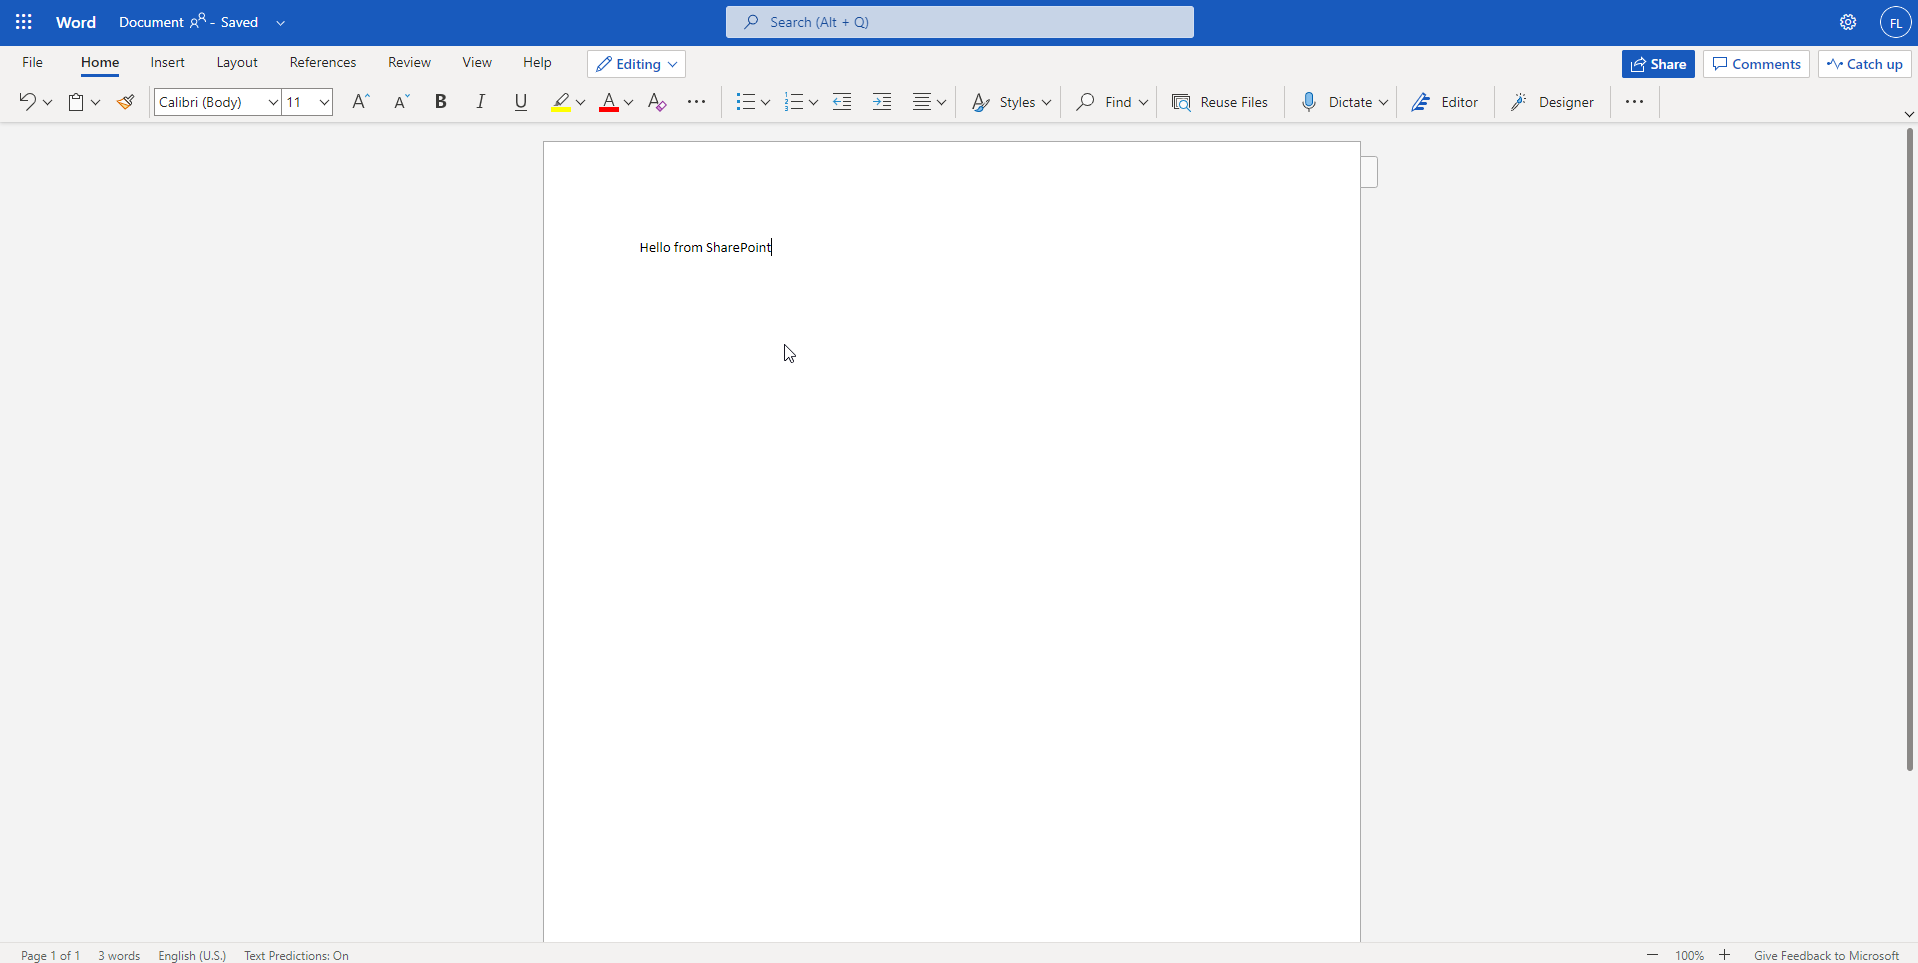 Word Document - Saved Search (Alt + Q) FL
File Home Insert Layout References Review View Help Editing Share Comments Catch up
Calibri (Body) 11 A A B I U A A Styles Find Reuse Files Dictate Editor Designer
Hello from SharePoint
Page 1 of 1 3 words English (U.S.) Text Predictions: On 100% Give Feedback to Microsoft